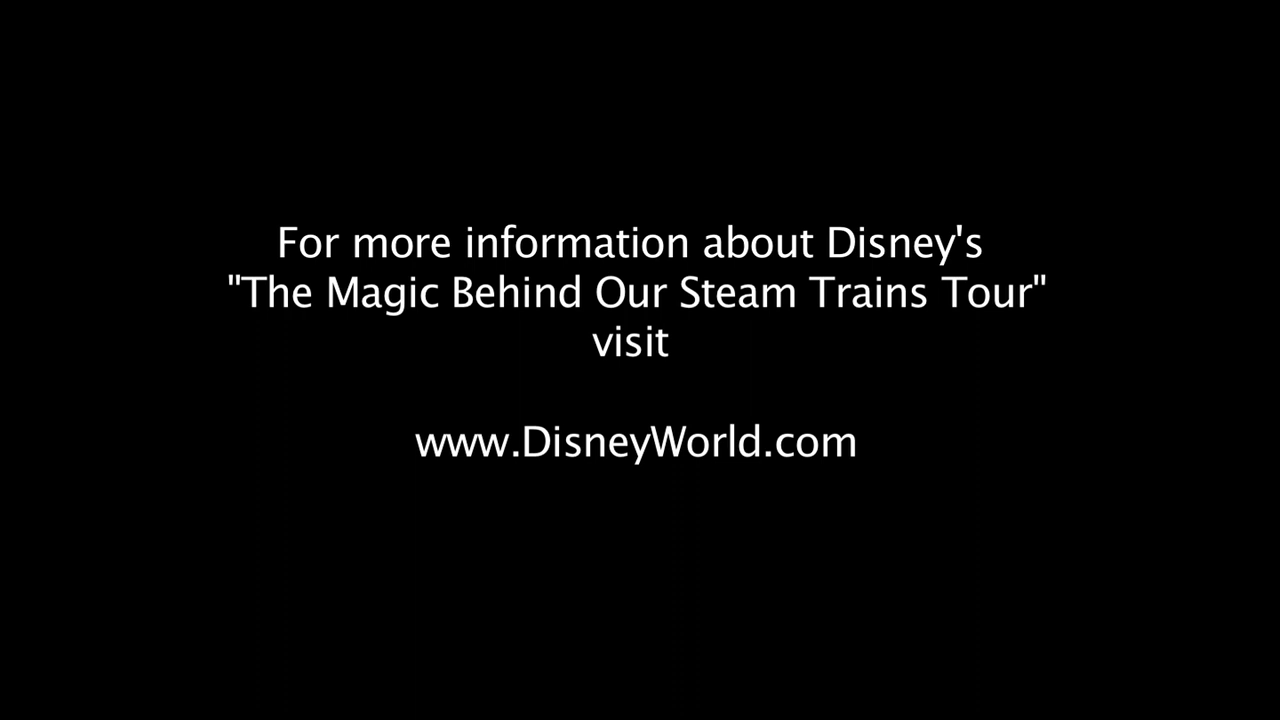 For more information about Disney's
"The Magic Behind Our Steam Trains Tour"
visit
www.DisneyWorld.com